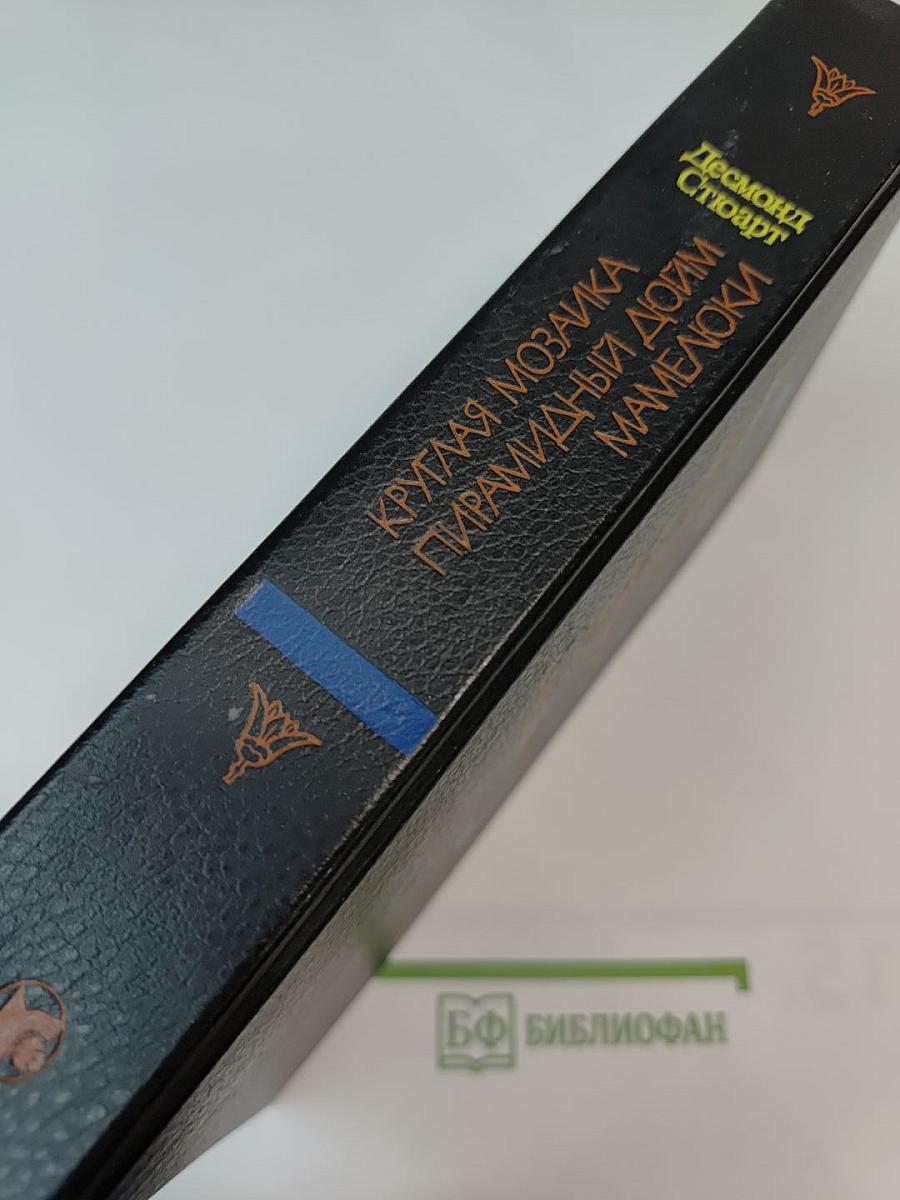 Десмонд
Стюарт
КРУГЛАЯ МОЗАИКА
ПИРАМИДНЫЙ ДЮЙМ
МАМЕЛЮКИ
БФ БИБЛИОФАН